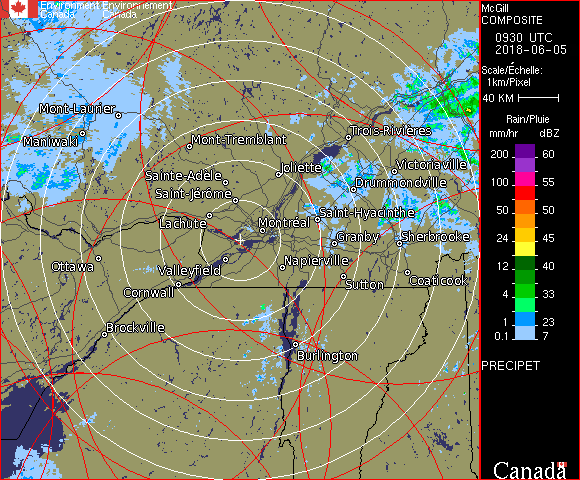 Environment Environnement
Canada Canada
McGill
COMPOSITE
0930 UTC
2018-06-05
Scale/Échelle:
1km/Pixel
40 KM
Rain/Pluie
mm/hr dBZ
200 60
100 55
50 50
24 45
12 40
4 33
1 23
0.1 7
PRECIPET
Canada
Mont-Laurier
Maniwaki
Mont-Tremblant
Trois-Rivières
Joliette
Victoriaville
Sainte-Adèle
Drummondville
Saint-Jérôme
Saint-Hyacinthe
Lachute
Montréal
Granby
Sherbrooke
Ottawa
Valleyfield
Napierville
Coaticook
Sutton
Cornwall
Brockville
Burlington